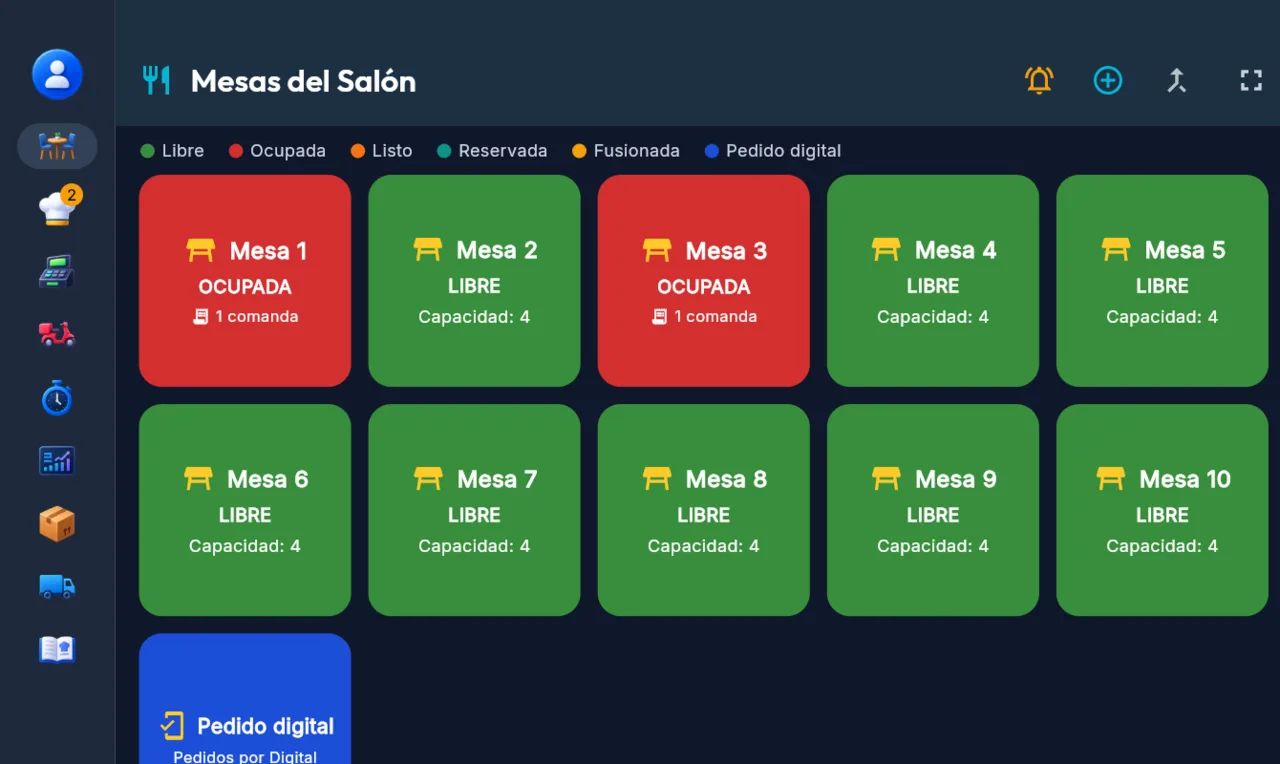 Mesas del Salón
Libre Ocupada Listo Reservada Fusionada Pedido digital
2
Mesa 1
OCUPADA
1 comanda
Mesa 2
LIBRE
Capacidad: 4
Mesa 3
OCUPADA
1 comanda
Mesa 4
LIBRE
Capacidad: 4
Mesa 5
LIBRE
Capacidad: 4
Mesa 6
LIBRE
Capacidad: 4
Mesa 7
LIBRE
Capacidad: 4
Mesa 8
LIBRE
Capacidad: 4
Mesa 9
LIBRE
Capacidad: 4
Mesa 10
LIBRE
Capacidad: 4
Pedido digital
Pedidos por Digital